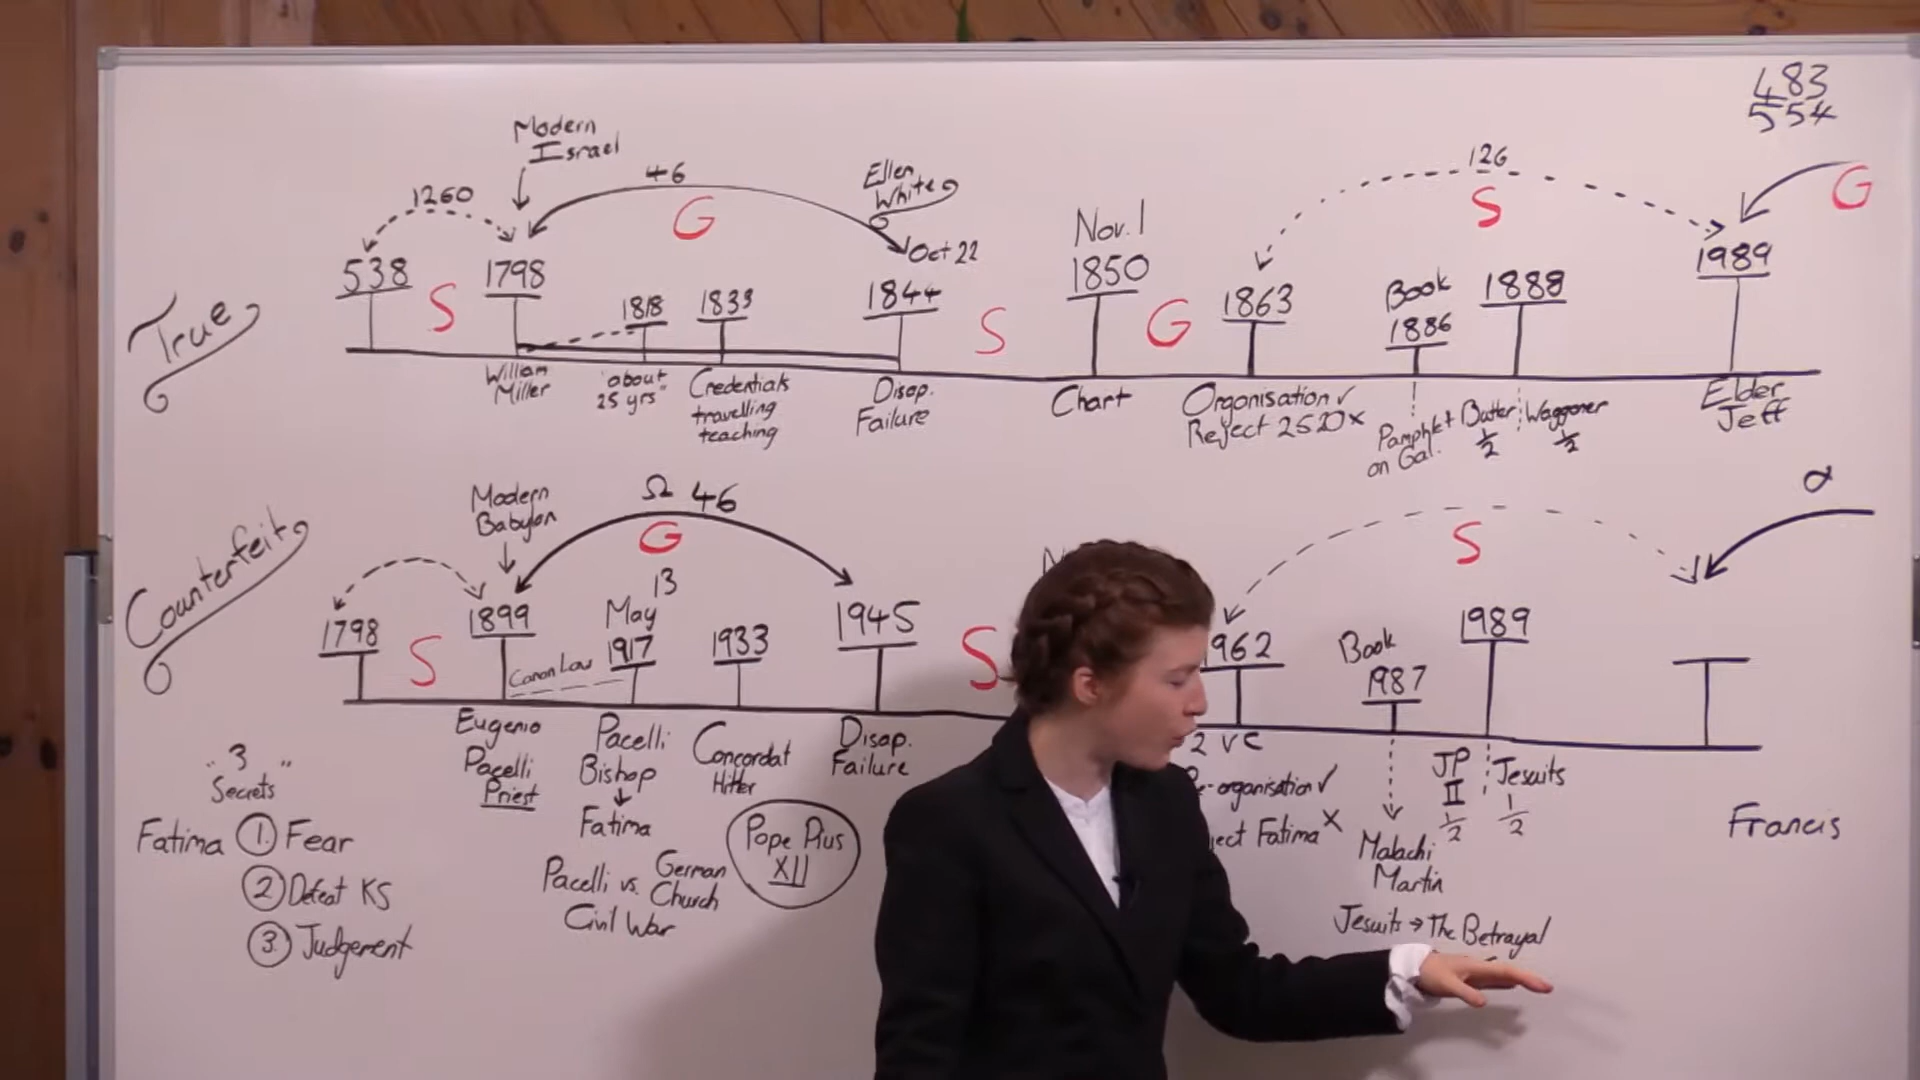 483
554
Modern
Israel
1260
46
G
Ellen
White
Oct 22
Nov. 1
126
S
G
True
538
S
1798
1818
1833
1844
S
1850
G
1863
Book
1886
1888
1989
William
Miller
"about
25 yrs"
Credentials
travelling
teaching
Disap.
Failure
Chart
Organisation ✓
Reject 2520 x
Pamphlet
on Gal.
Butler
1/2
Waggoner
1/2
Elder
Jeff
Counterfeit
Modern
Babylon
Ω 46
G
S
α
1798
S
1899
Canon Law
May 13
1917
1933
1945
S
962
Book
1987
1989
Eugenio
Pacelli
Priest
Pacelli
Bishop
↓
Fatima
Concordat
Hitler
Disap.
Failure
2 VC
-organisation ✓
ject Fatima x
JP
II
1/2
Jesuits
1/2
Malachi
Martin
Jesuits → The Betrayal
Francis
"3
Secrets"
Fatima 1. Fear
2 Defeat KS
3. Judgement
Pacelli vs. German
Church
Civil War
Pope Pius
XII